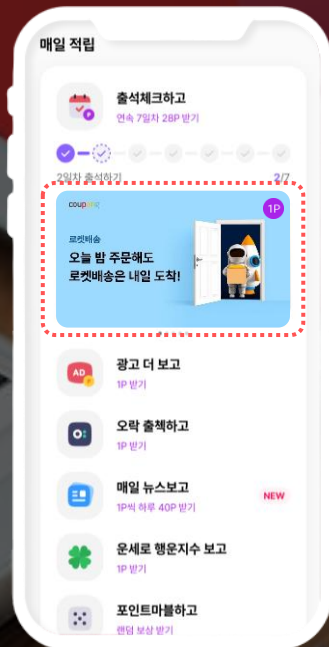 매일 적립
출석체크하고
연속 7일차 28P 받기
2일차 출석하기
2/7
coupang
1P
로켓배송
오늘 밤 주문해도
로켓배송은 내일 도착!
AD
P
광고 더 보고
1P 받기
오락 출첵하고
1P 받기
매일 뉴스보고
1P씩 하루 40P 받기
NEW
운세로 행운지수 보고
1P 받기
포인트마블하고
랜덤 보상 받기